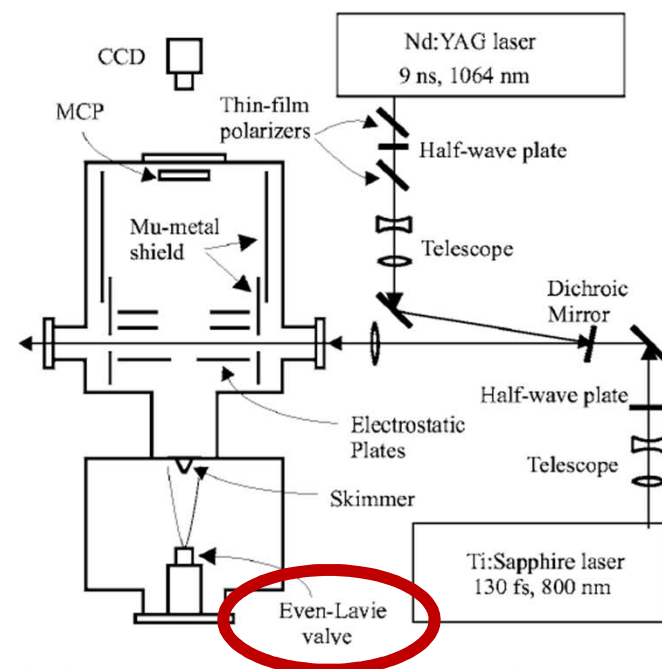 CCD
MCP
Mu-metal
shield
Thin-film
polarizers
Nd:YAG laser
9 ns, 1064 nm
Half-wave plate
Telescope
Dichroic
Mirror
Electrostatic
Plates
Skimmer
Half-wave plate
Telescope
Ti:Sapphire laser
130 fs, 800 nm
Even-Lavie
valve